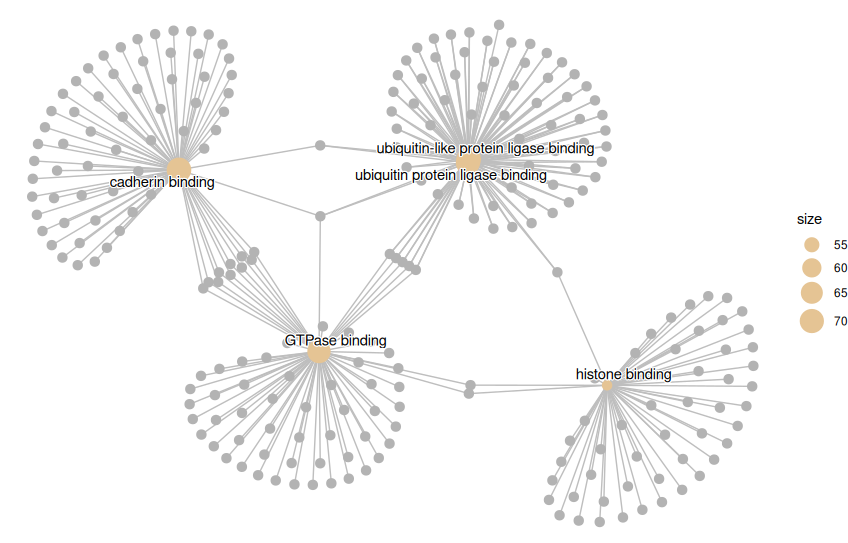 ubiquitin-like protein ligase binding
ubiquitin protein ligase binding
cadherin binding
GTPase binding
histone binding
size
55
60
65
70